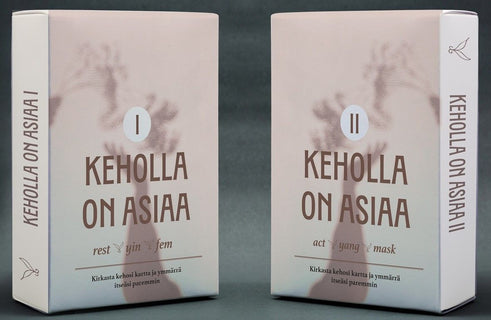 KEHOLLA ON ASIAA I
I
KEHOLLA
ON ASIAA
rest yin fem
Kirkasta kehosi kartta ja ymmärrä
itseäsi paremmin
II
KEHOLLA
ON ASIAA
act yang mask
Kirkasta kehosi kartta ja ymmärrä
itseäsi paremmin
KEHOLLA ON ASIAA II